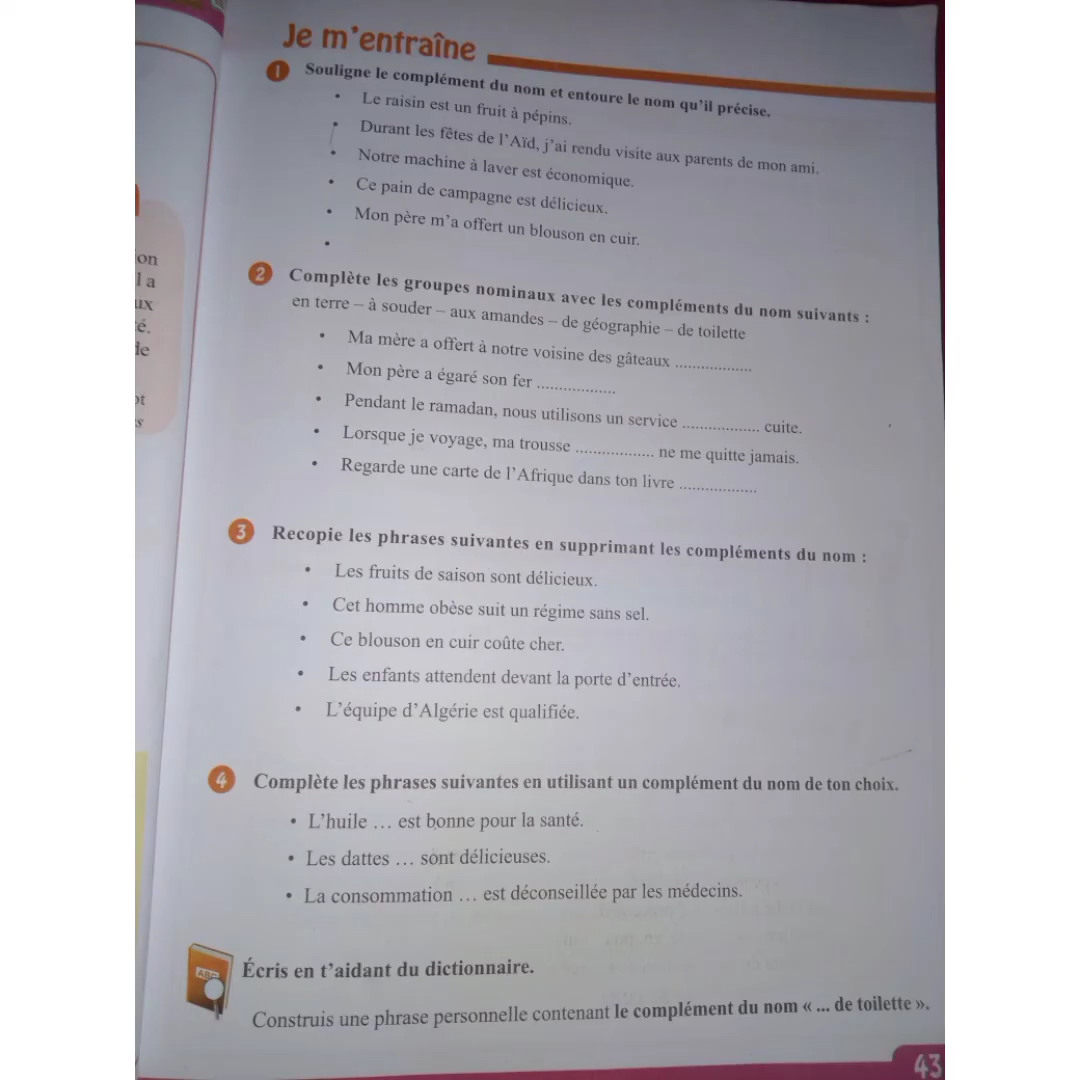 Je m'entraîne
1 Souligne le complément du nom et entoure le nom qu'il précise.
• Le raisin est un fruit à pépins.
• Durant les fêtes de l'Aïd, j'ai rendu visite aux parents de mon ami.
• Notre machine à laver est économique.
• Ce pain de campagne est délicieux.
• Mon père m'a offert un blouson en cuir.
•
on
l a
ux
té.
de
pt
s
2 Complète les groupes nominaux avec les compléments du nom suivants :
en terre – à souder – aux amandes – de géographie – de toilette
• Ma mère a offert à notre voisine des gâteaux ..................
• Mon père a égaré son fer ..................
• Pendant le ramadan, nous utilisons un service .................. cuite.
• Lorsque je voyage, ma trousse .................. ne me quitte jamais.
• Regarde une carte de l'Afrique dans ton livre ..................
3 Recopie les phrases suivantes en supprimant les compléments du nom :
• Les fruits de saison sont délicieux.
• Cet homme obèse suit un régime sans sel.
• Ce blouson en cuir coûte cher.
• Les enfants attendent devant la porte d'entrée.
• L'équipe d'Algérie est qualifiée.
4 Complète les phrases suivantes en utilisant un complément du nom de ton choix.
• L'huile … est bonne pour la santé.
• Les dattes … sont délicieuses.
• La consommation … est déconseillée par les médecins.
ABC
Écris en t'aidant du dictionnaire.
Construis une phrase personnelle contenant le complément du nom « ... de toilette ».
43